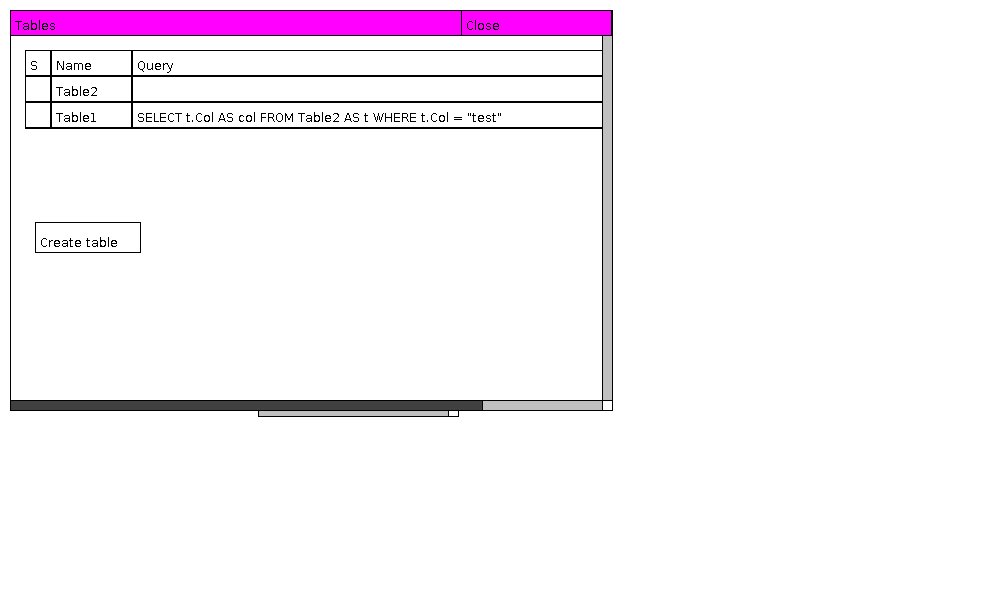 Tables Close
S Name Query
Table2
Table1 SELECT t.Col AS col FROM Table2 AS t WHERE t.Col = "test"
Create table